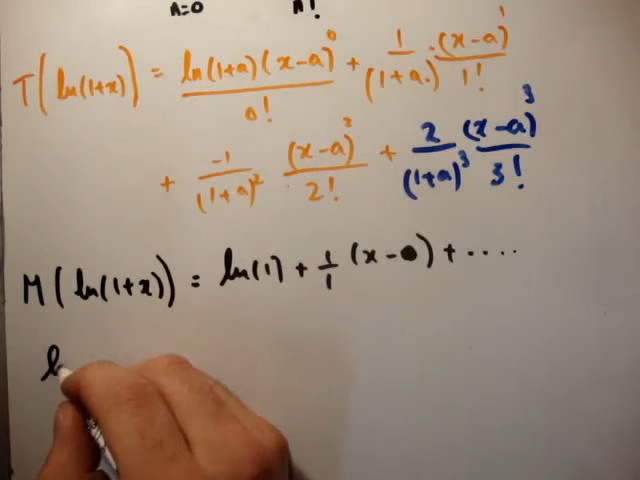 n=0 n!
T(ln(1+x)) = ln(1+a)(x-a)^0/0! + 1/(1+a) · (x-a)^1/1!
+ -1/(1+a)^2 (x-a)^2/2! + 2/(1+a)^3 (x-a)^3/3!
M(ln(1+x)) = ln(1) + 1/1 (x-0) + ....
l